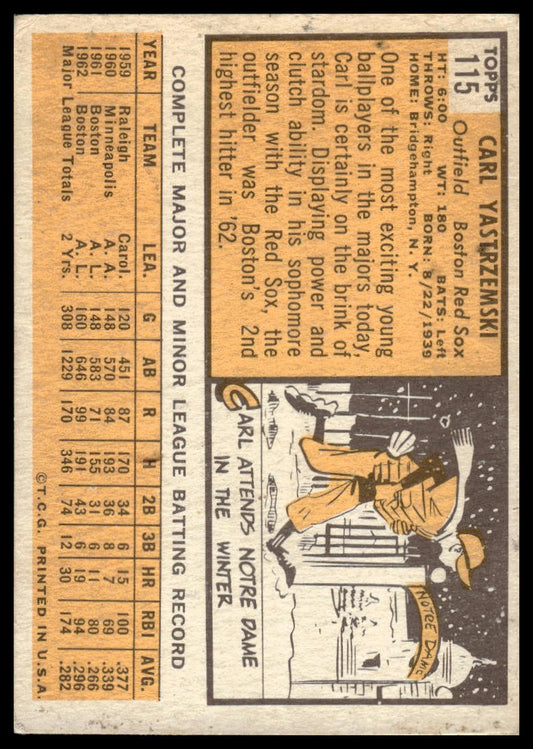 TOPPS
115
CARL YASTRZEMSKI
Outfield Boston Red Sox
HT: 6:00 WT: 180 BATS: Left
THROWS: Right BORN: 8/22/1939
HOME: Bridgehampton, N. Y.
One of the most exciting young
ballplayers in the majors today,
Carl is certainly on the brink of
stardom. Displaying power and
clutch ability in his sophomore
season with the Red Sox, the
outfielder was Boston's 2nd
highest hitter in '62.
NOTRE DAME
CARL ATTENDS NOTRE DAME
IN THE WINTER
COMPLETE MAJOR AND MINOR LEAGUE BATTING RECORD
YEAR TEAM LEA G AB R H 2B 3B HR RBI AVG.
1959 Raleigh Carol. 120 451 87 170 34 6 15 100 .377
1960 Minneapolis A. A. 148 570 84 193 36 8 7 69 .339
1961 Boston A. L. 148 583 71 155 31 6 11 80 .266
1962 Boston A. L. 160 646 99 191 43 6 19 94 .296
Major League Totals 2 Yrs. 308 1229 170 346 74 12 30 174 .282
©T.C.G. PRINTED IN U.S.A.